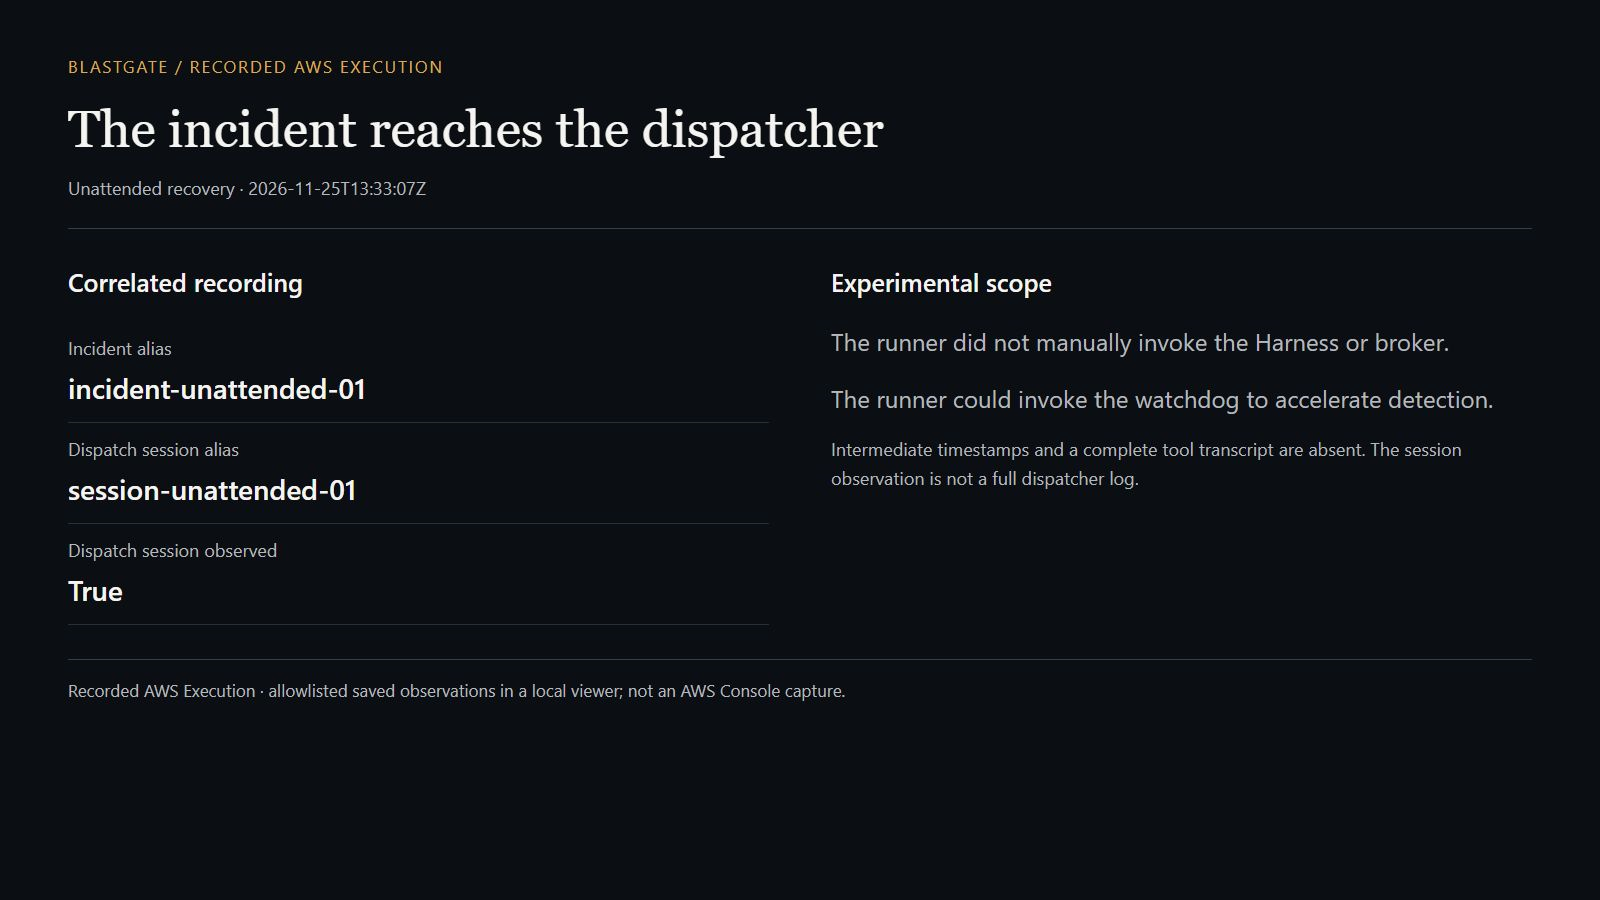 BLASTGATE / RECORDED AWS EXECUTION
The incident reaches the dispatcher
Unattended recovery · 2026-11-25T13:33:07Z
Correlated recording
Incident alias
incident-unattended-01
Dispatch session alias
session-unattended-01
Dispatch session observed
True
Experimental scope
The runner did not manually invoke the Harness or broker.
The runner could invoke the watchdog to accelerate detection.
Intermediate timestamps and a complete tool transcript are absent. The session
observation is not a full dispatcher log.
Recorded AWS Execution · allowlisted saved observations in a local viewer; not an AWS Console capture.